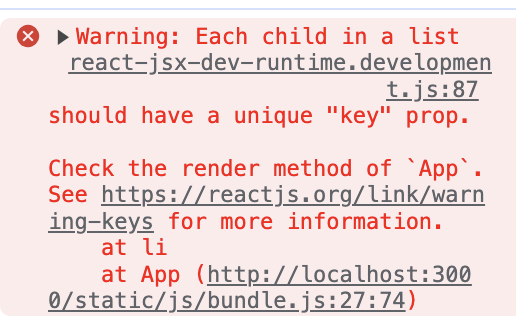 Warning: Each child in a list
react-jsx-dev-runtime.developmen
t.js:87
should have a unique "key" prop.
Check the render method of `App`.
See https://reactjs.org/link/warn
ing-keys for more information.
at li
at App (http://localhost:300
0/static/js/bundle.js:27:74)